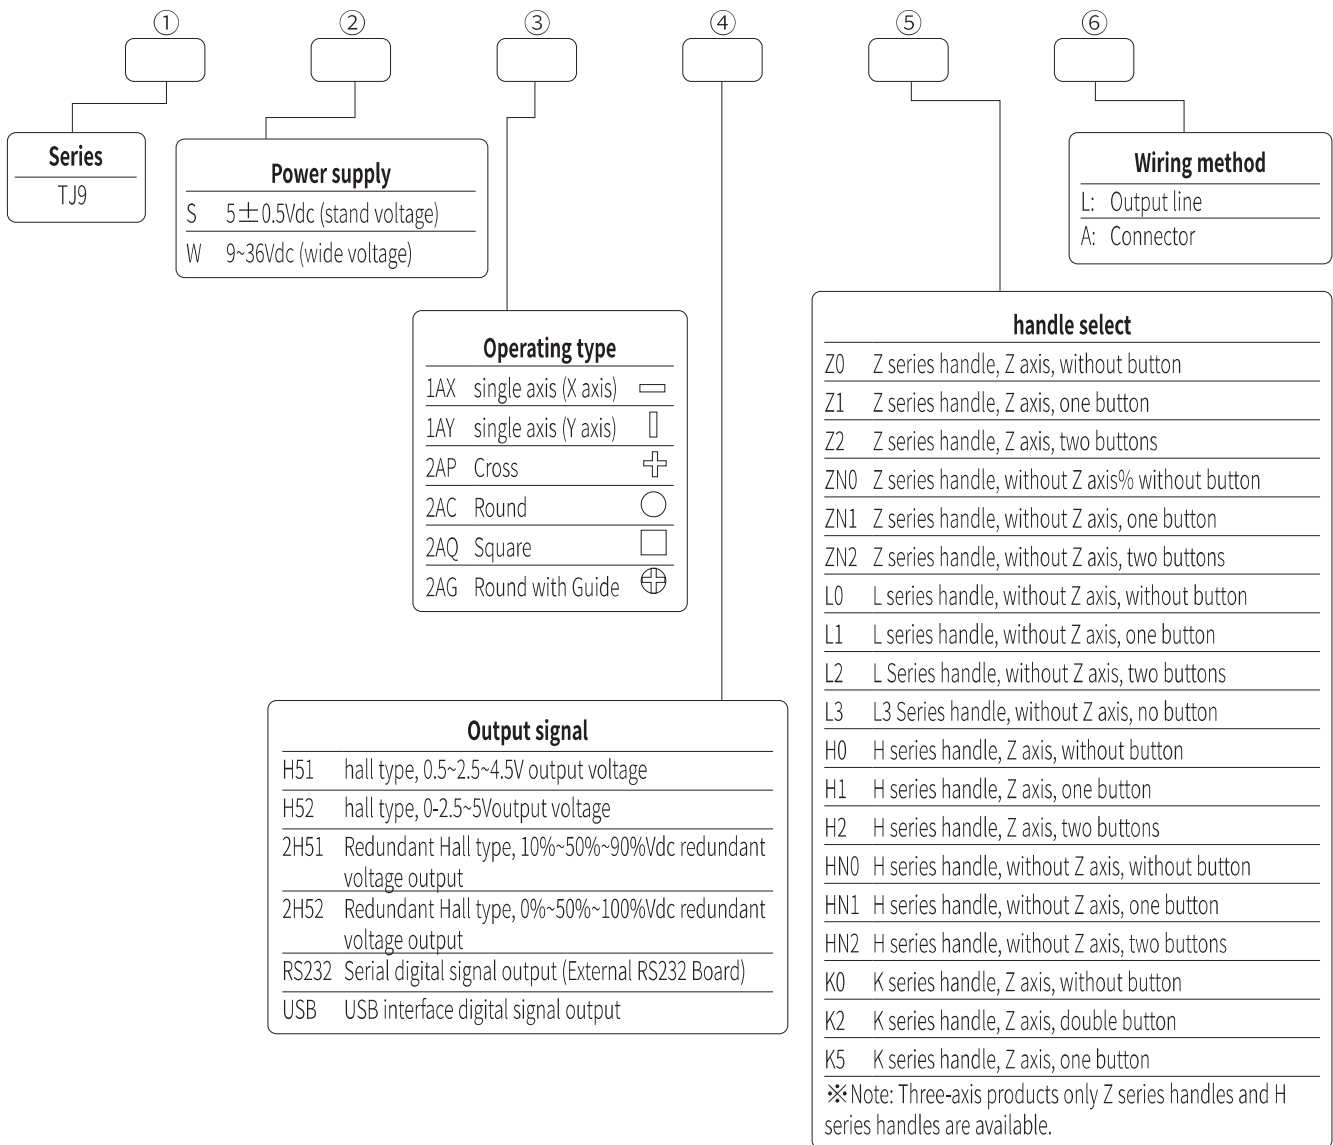 ① ② ③ ④ ⑤ ⑥
Series
TJ9
Power supply
S 5±0.5Vdc (stand voltage)
W 9~36Vdc (wide voltage)
Wiring method
L: Output line
A: Connector
Operating type
1AX single axis (X axis)
1AY single axis (Y axis)
2AP Cross
2AC Round
2AQ Square
2AG Round with Guide
Output signal
H51 hall type, 0.5~2.5~4.5V output voltage
H52 hall type, 0-2.5~5Voutput voltage
2H51 Redundant Hall type, 10%~50%~90%Vdc redundant
voltage output
2H52 Redundant Hall type, 0%~50%~100%Vdc redundant
voltage output
RS232 Serial digital signal output (External RS232 Board)
USB USB interface digital signal output
handle select
Z0 Z series handle, Z axis, without button
Z1 Z series handle, Z axis, one button
Z2 Z series handle, Z axis, two buttons
ZN0 Z series handle, without Z axis% without button
ZN1 Z series handle, without Z axis, one button
ZN2 Z series handle, without Z axis, two buttons
L0 L series handle, without Z axis, without button
L1 L series handle, without Z axis, one button
L2 L Series handle, without Z axis, two buttons
L3 L3 Series handle, without Z axis, no button
H0 H series handle, Z axis, without button
H1 H series handle, Z axis, one button
H2 H series handle, Z axis, two buttons
HN0 H series handle, without Z axis, without button
HN1 H series handle, without Z axis, one button
HN2 H series handle, without Z axis, two buttons
K0 K series handle, Z axis, without button
K2 K series handle, Z axis, double button
K5 K series handle, Z axis, one button
※Note: Three-axis products only Z series handles and H
series handles are available.